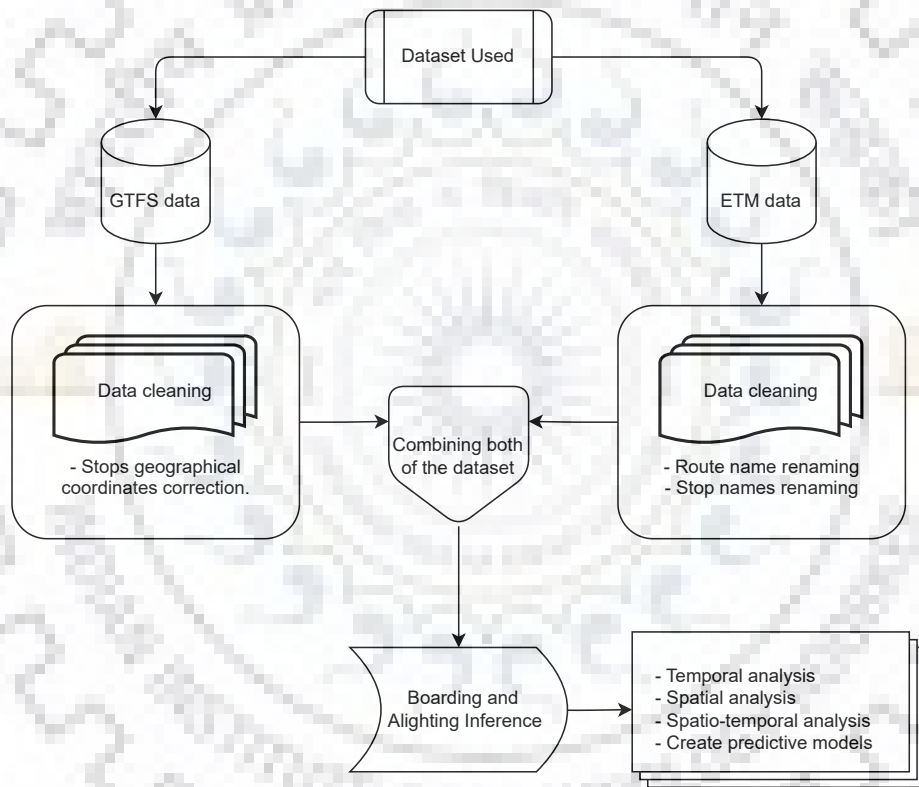 Dataset Used
GTFS data
ETM data
Data cleaning
- Stops geographical
coordinates correction.
Data cleaning
- Route name renaming
- Stop names renaming
Combining both
of the dataset
Boarding and
Alighting Inference
- Temporal analysis
- Spatial analysis
- Spatio-temporal analysis
- Create predictive models